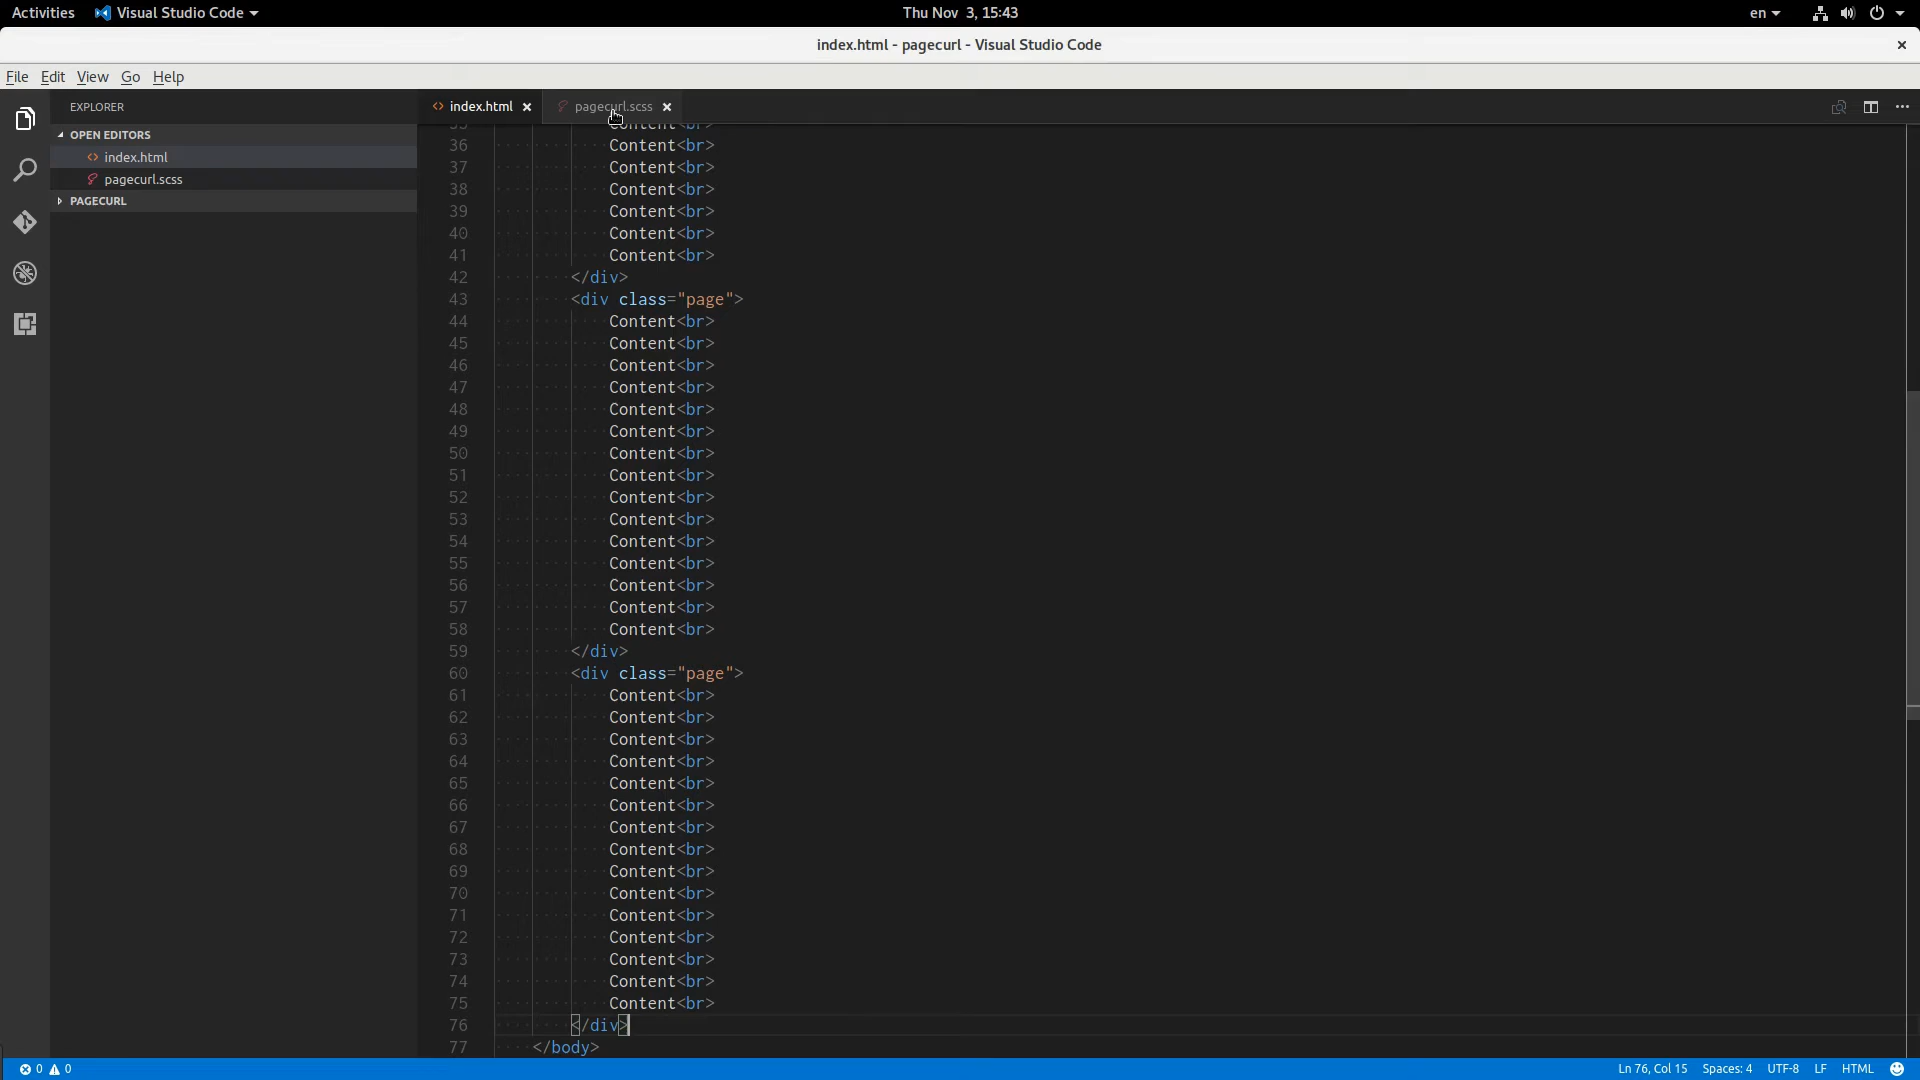 Activities Visual Studio Code Thu Nov 3, 15:43 en
index.html - pagecurl - Visual Studio Code
File Edit View Go Help
EXPLORER
OPEN EDITORS
index.html
pagecurl.scss
PAGECURL
index.html pagecurl.scss
35 Content<br>
36 Content<br>
37 Content<br>
38 Content<br>
39 Content<br>
40 Content<br>
41 Content<br>
42 </div>
43 <div class="page">
44 Content<br>
45 Content<br>
46 Content<br>
47 Content<br>
48 Content<br>
49 Content<br>
50 Content<br>
51 Content<br>
52 Content<br>
53 Content<br>
54 Content<br>
55 Content<br>
56 Content<br>
57 Content<br>
58 Content<br>
59 </div>
60 <div class="page">
61 Content<br>
62 Content<br>
63 Content<br>
64 Content<br>
65 Content<br>
66 Content<br>
67 Content<br>
68 Content<br>
69 Content<br>
70 Content<br>
71 Content<br>
72 Content<br>
73 Content<br>
74 Content<br>
75 Content<br>
76 </div>
77 </body>
0 0 Ln 76, Col 15 Spaces: 4 UTF-8 LF HTML